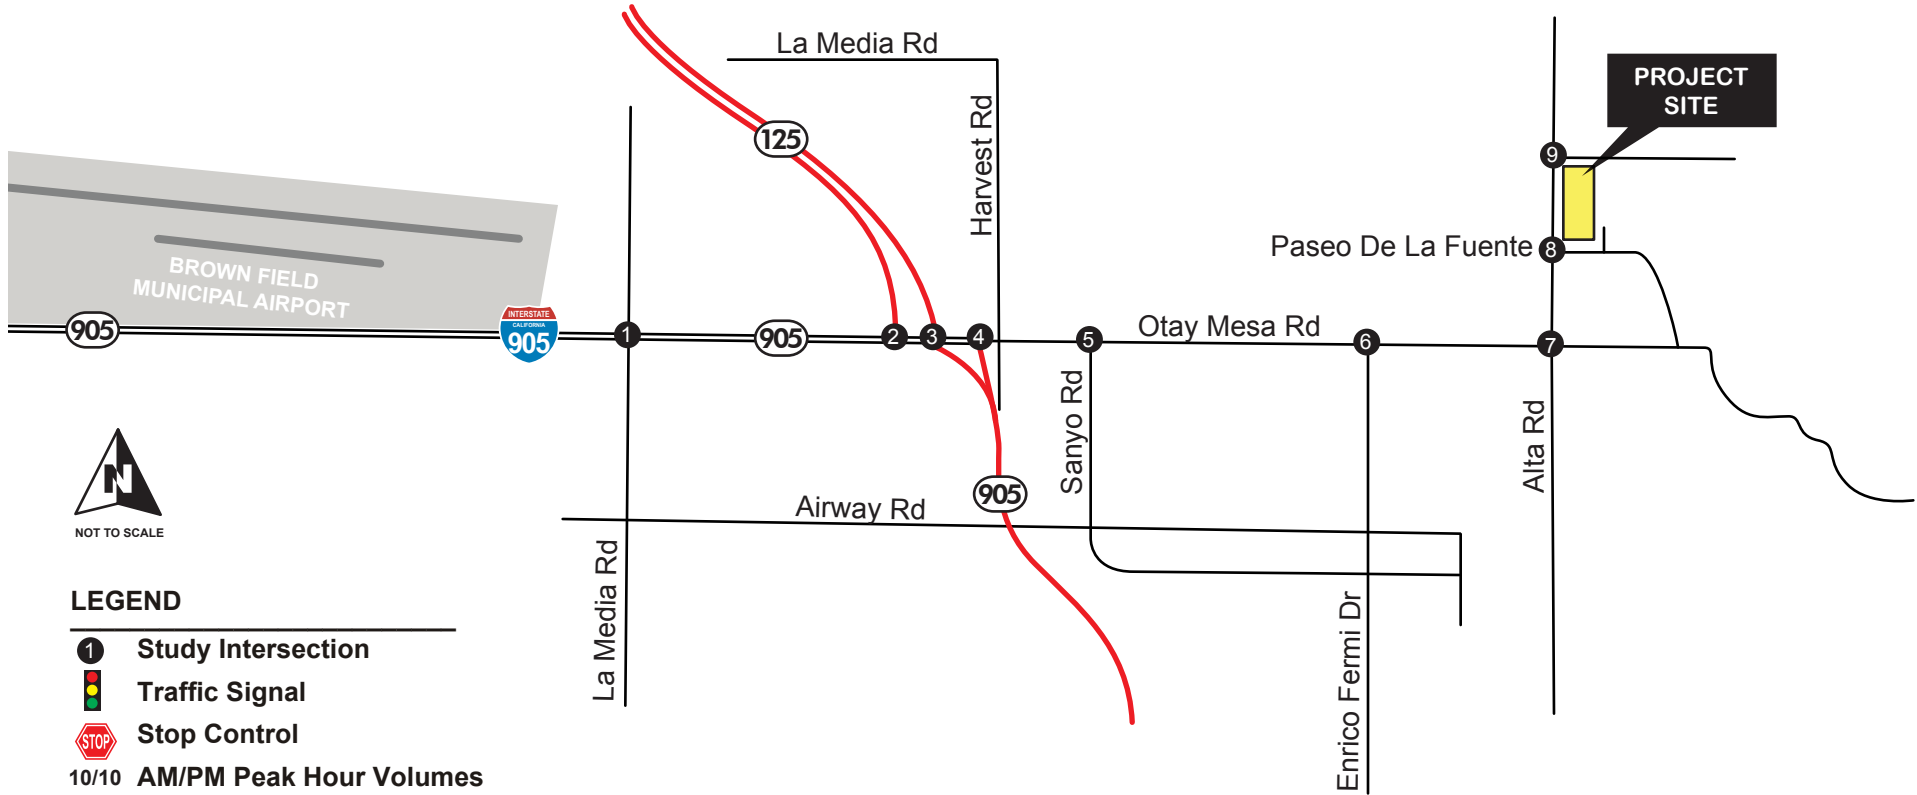 La Media Rd
PROJECT
SITE
125
Harvest Rd
9
Paseo De La Fuente
8
BROWN FIELD
MUNICIPAL AIRPORT
905
INTERSTATE
CALIFORNIA
905
1
905
2
3
4
5
Otay Mesa Rd
6
7
Sanyo Rd
Alta Rd
N
NOT TO SCALE
905
Airway Rd
La Media Rd
Enrico Fermi Dr
LEGEND
1 Study Intersection
Traffic Signal
STOP Stop Control
10/10 AM/PM Peak Hour Volumes